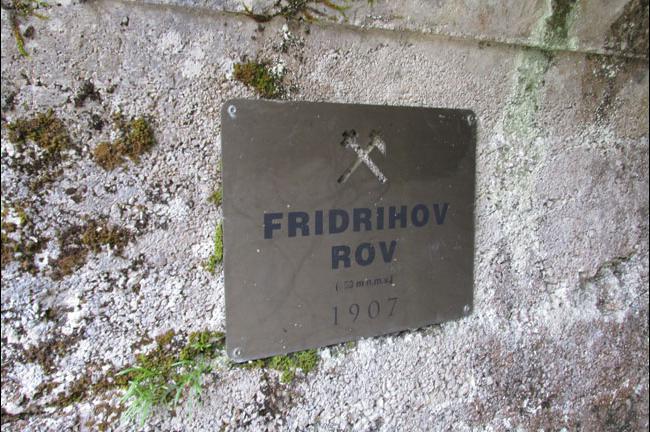 FRIDRIHOV
ROV
m n.m.v.)
1907